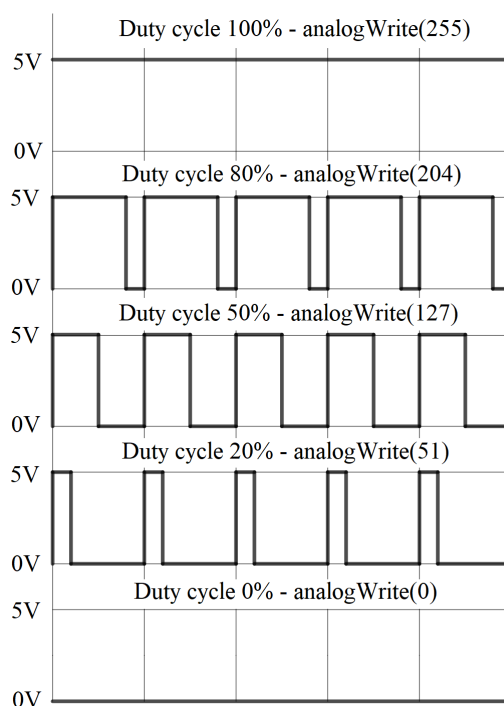 Duty cycle 100% - analogWrite(255)
5V
0V
Duty cycle 80% - analogWrite(204)
5V
0V
Duty cycle 50% - analogWrite(127)
5V
0V
Duty cycle 20% - analogWrite(51)
5V
0V
Duty cycle 0% - analogWrite(0)
5V
0V